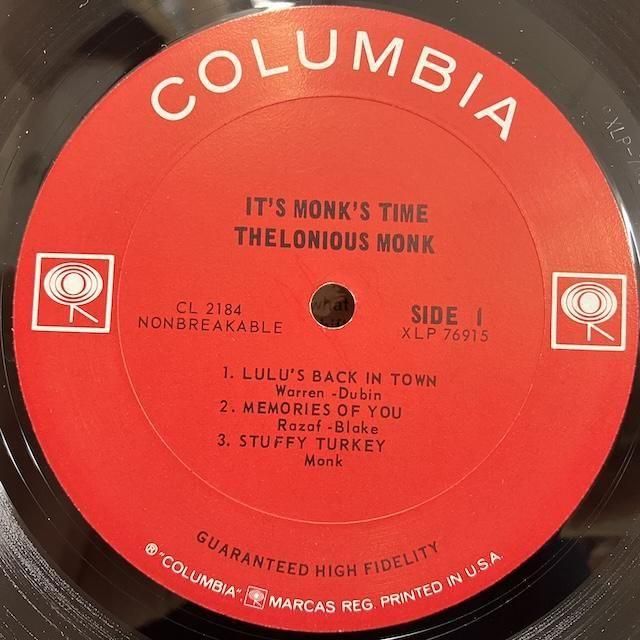 COLUMBIA
IT'S MONK'S TIME
THELONIOUS MONK
CL 2184
NONBREAKABLE
SIDE 1
XLP 76915
1. LULU'S BACK IN TOWN
Warren -Dubin
2. MEMORIES OF YOU
Razaf -Blake
3. STUFFY TURKEY
Monk
GUARANTEED HIGH FIDELITY
® "COLUMBIA", MARCAS REG. PRINTED IN U.S.A.
what
XLP-